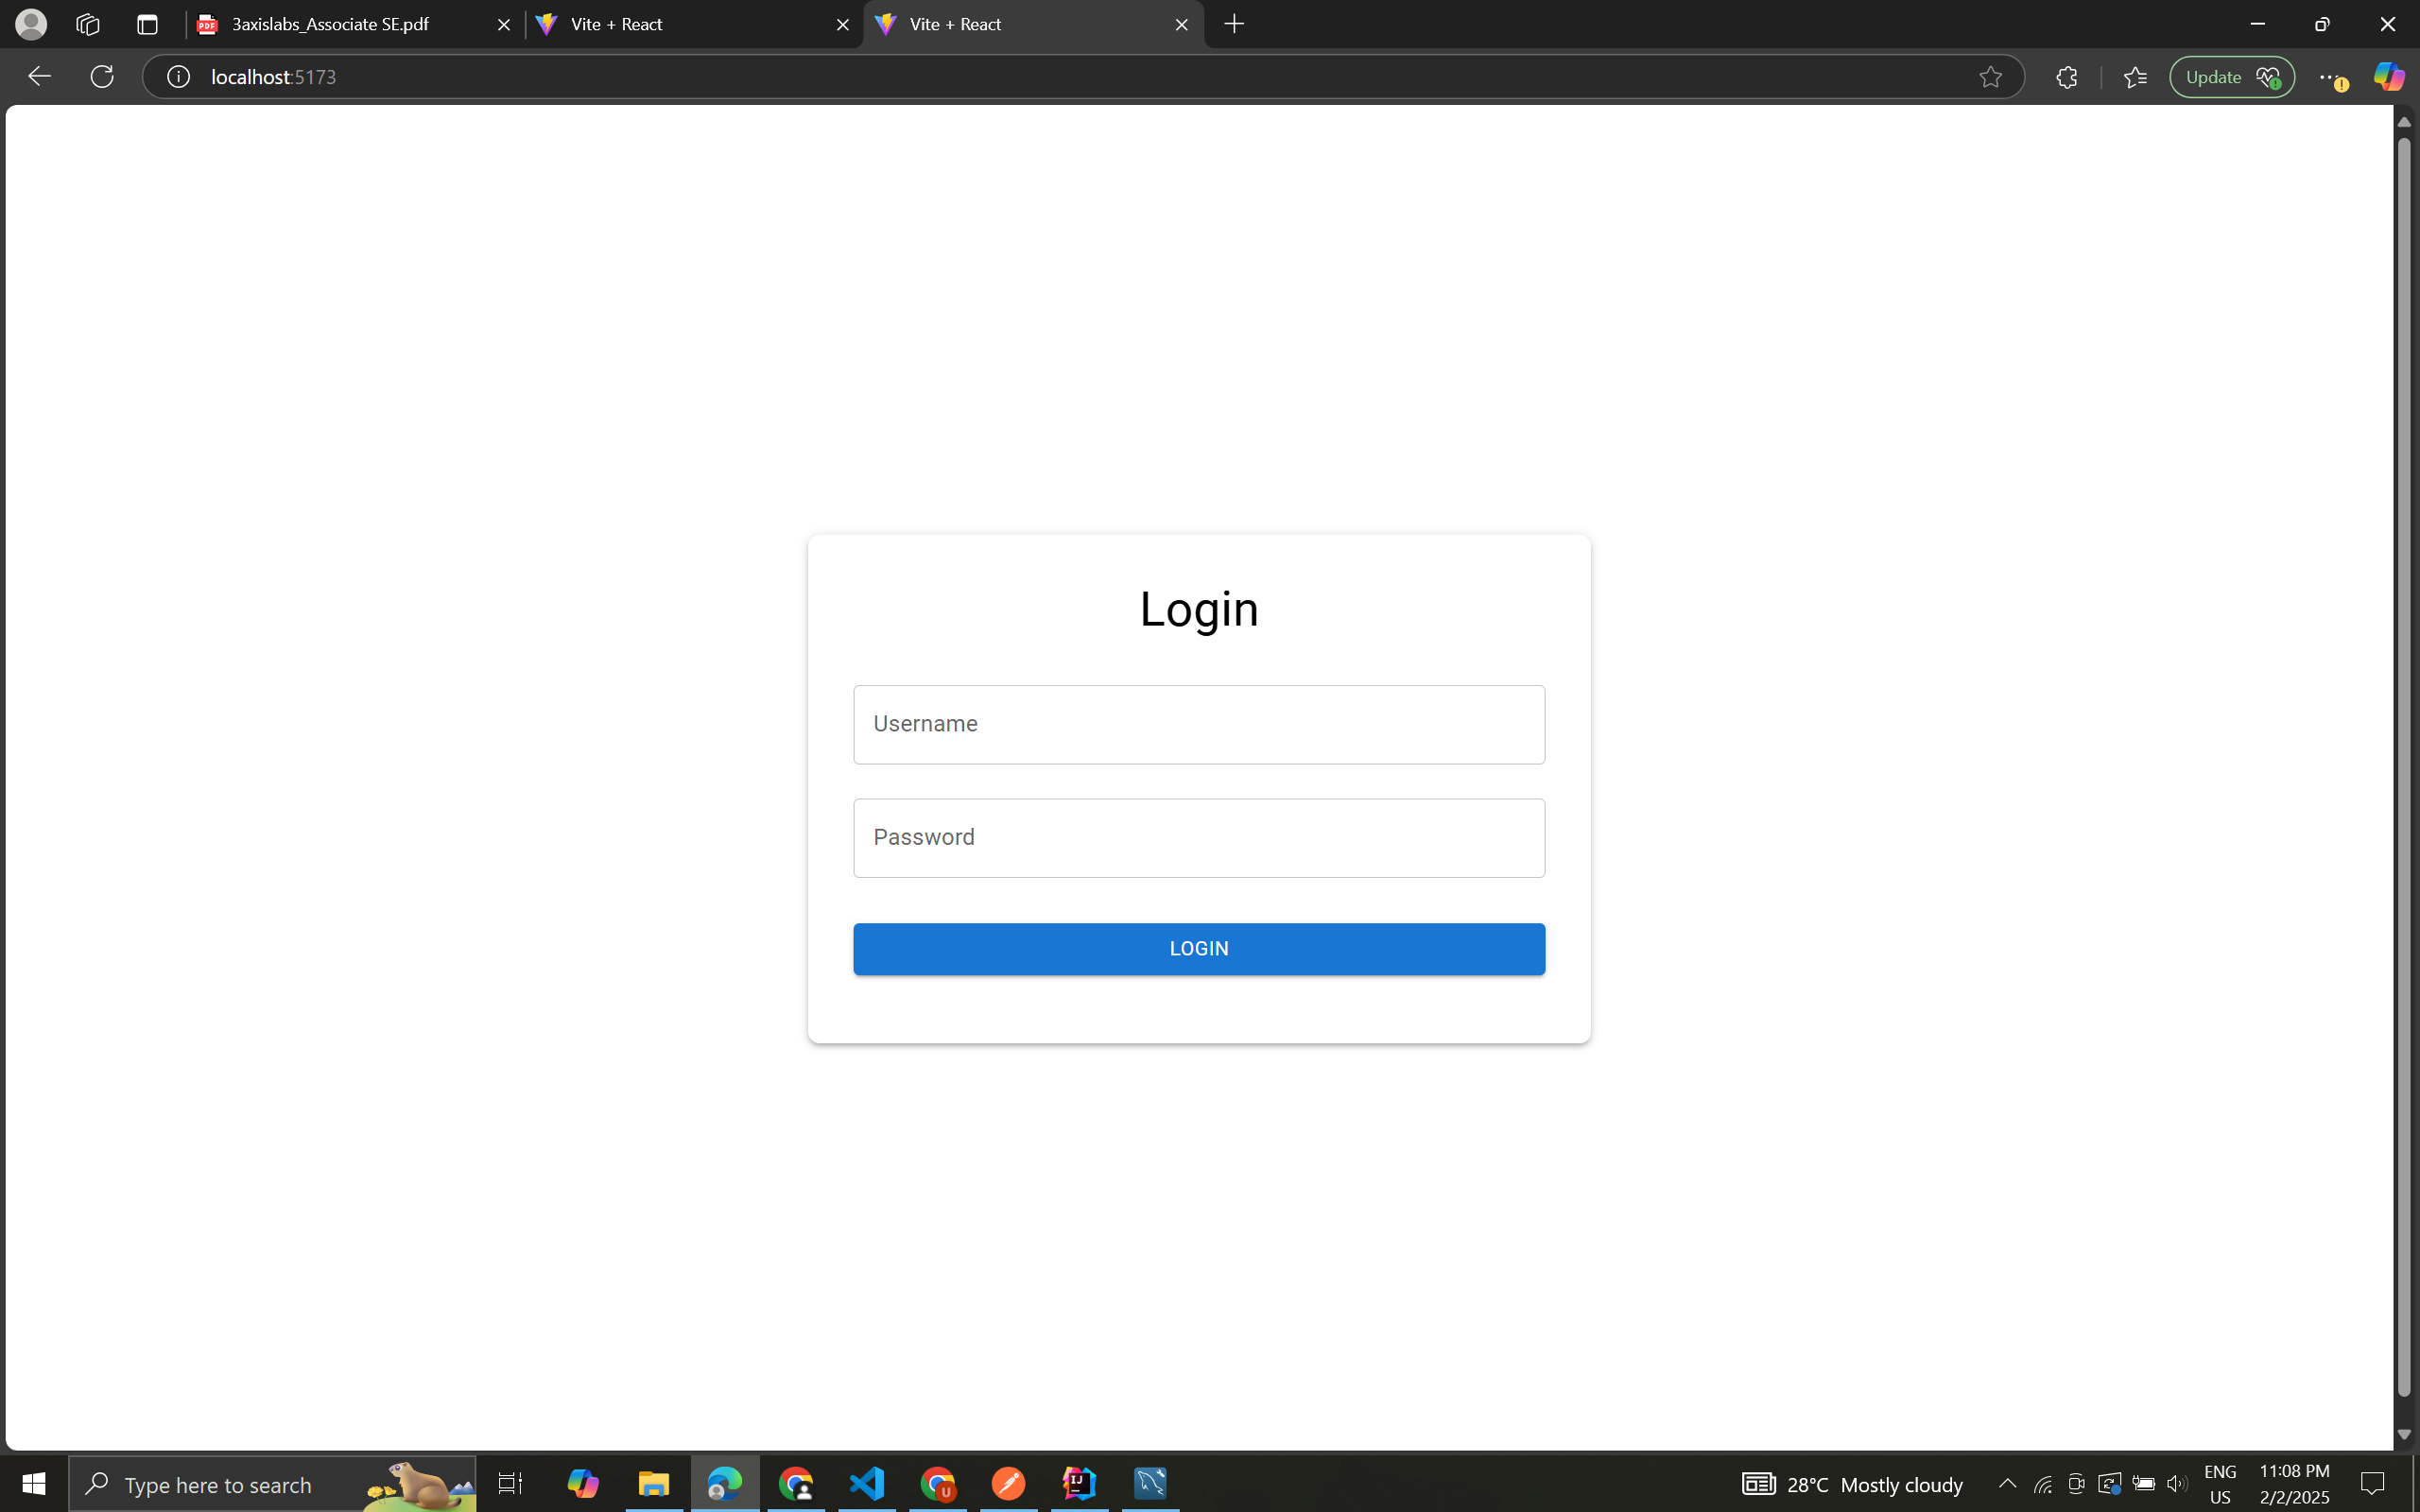 3axislabs_Associate SE.pdf
Vite + React
Vite + React
localhost:5173
Update
Login
Username
Password
LOGIN
Type here to search
28°C Mostly cloudy
ENG
US
11:08 PM
2/2/2025